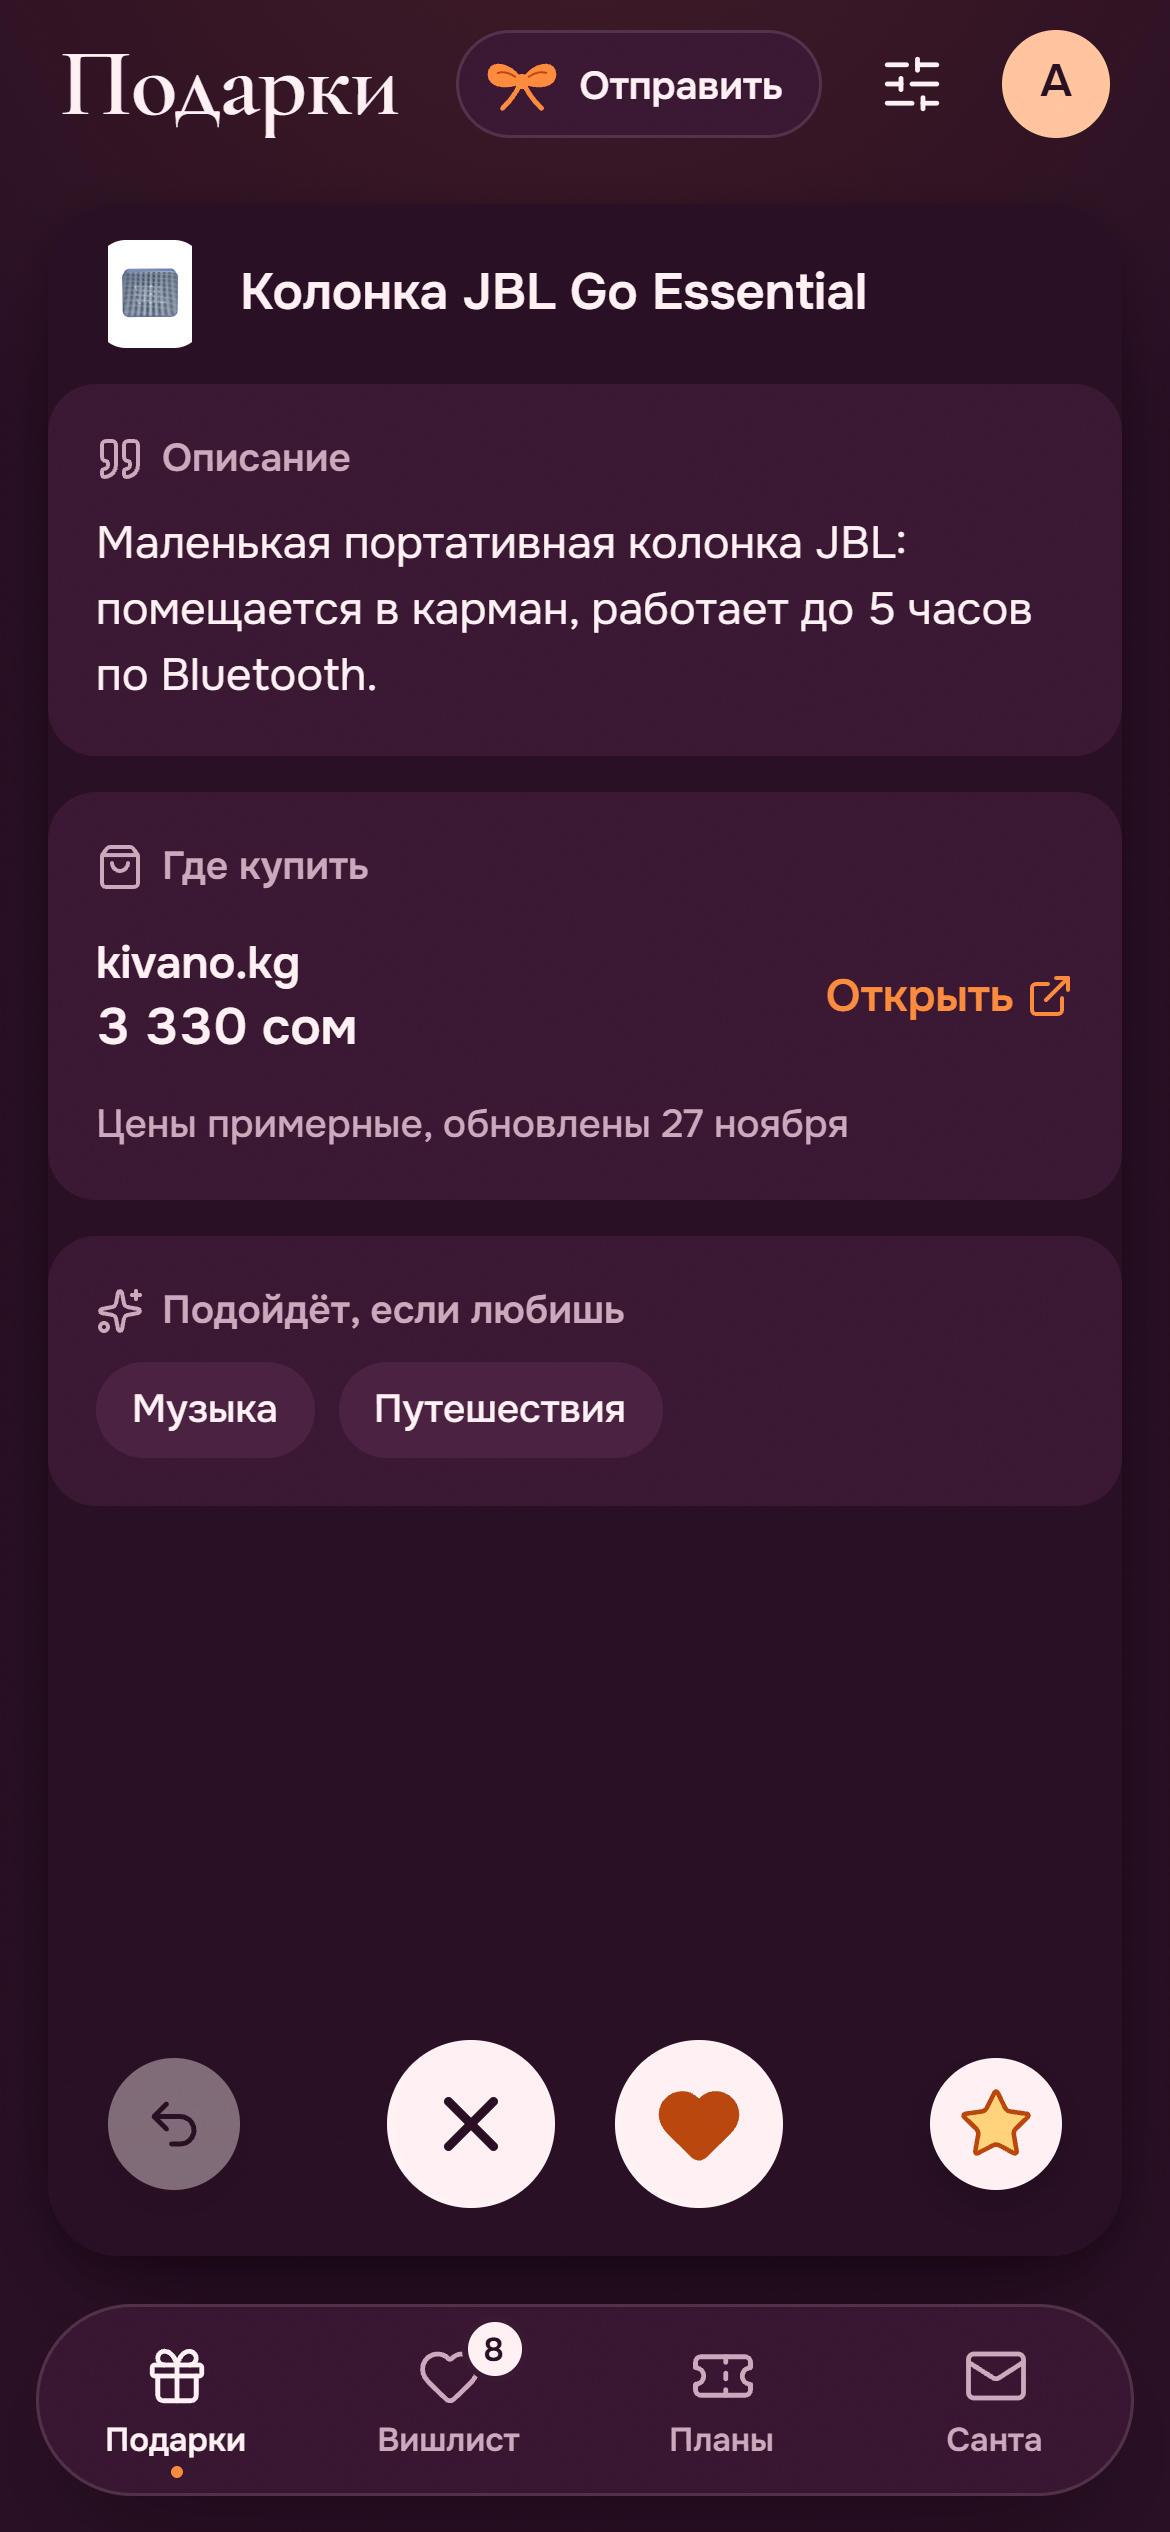 Подарки
Отправить
A
Колонка JBL Go Essential
Описание
Маленькая портативная колонка JBL:
помещается в карман, работает до 5 часов
по Bluetooth.
Где купить
kivano.kg
3 330 сом
Открыть
Цены примерные, обновлены 27 ноября
Подойдёт, если любишь
Музыка
Путешествия
8
Подарки
Вишлист
Планы
Санта